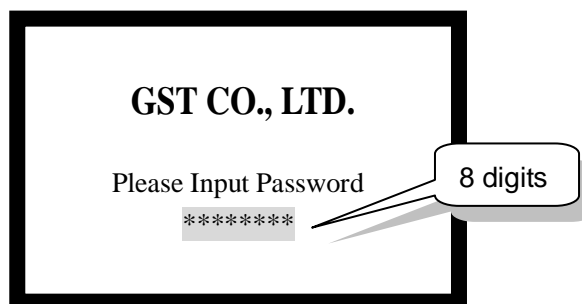 GST CO., LTD.
Please Input Password
********
8 digits